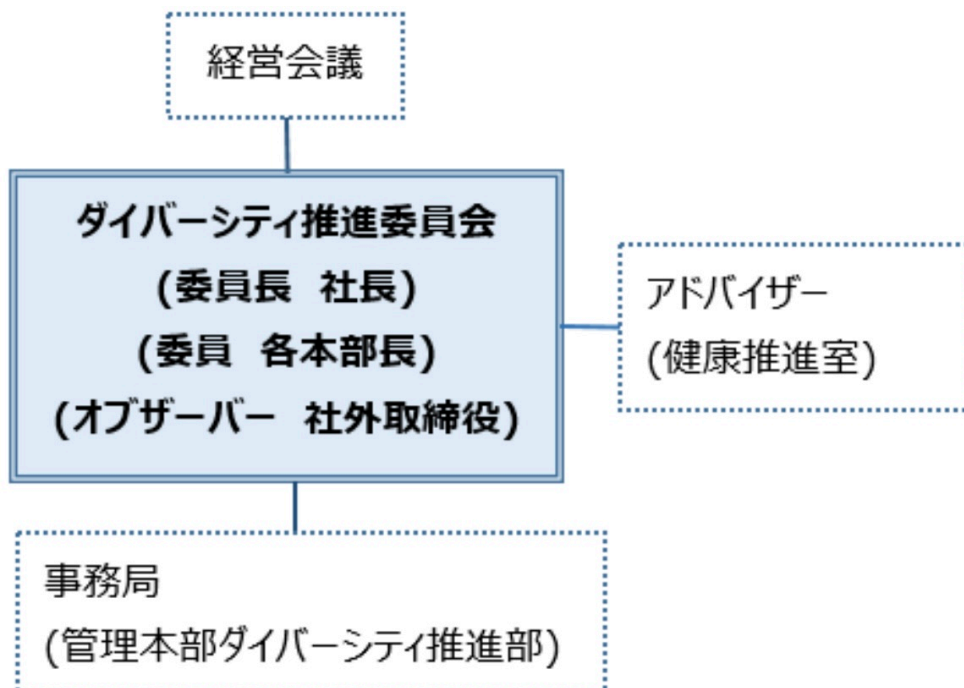 経営会議
ダイバーシティ推進委員会
(委員長 社長)
(委員 各本部長)
(オブザーバー 社外取締役)
アドバイザー
(健康推進室)
事務局
(管理本部ダイバーシティ推進部)